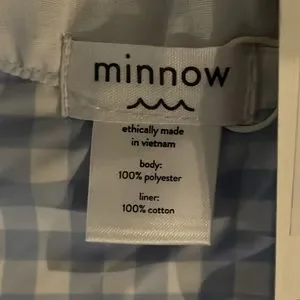 minnow
ethically made
in vietnam
body:
100% polyester
liner:
100% cotton